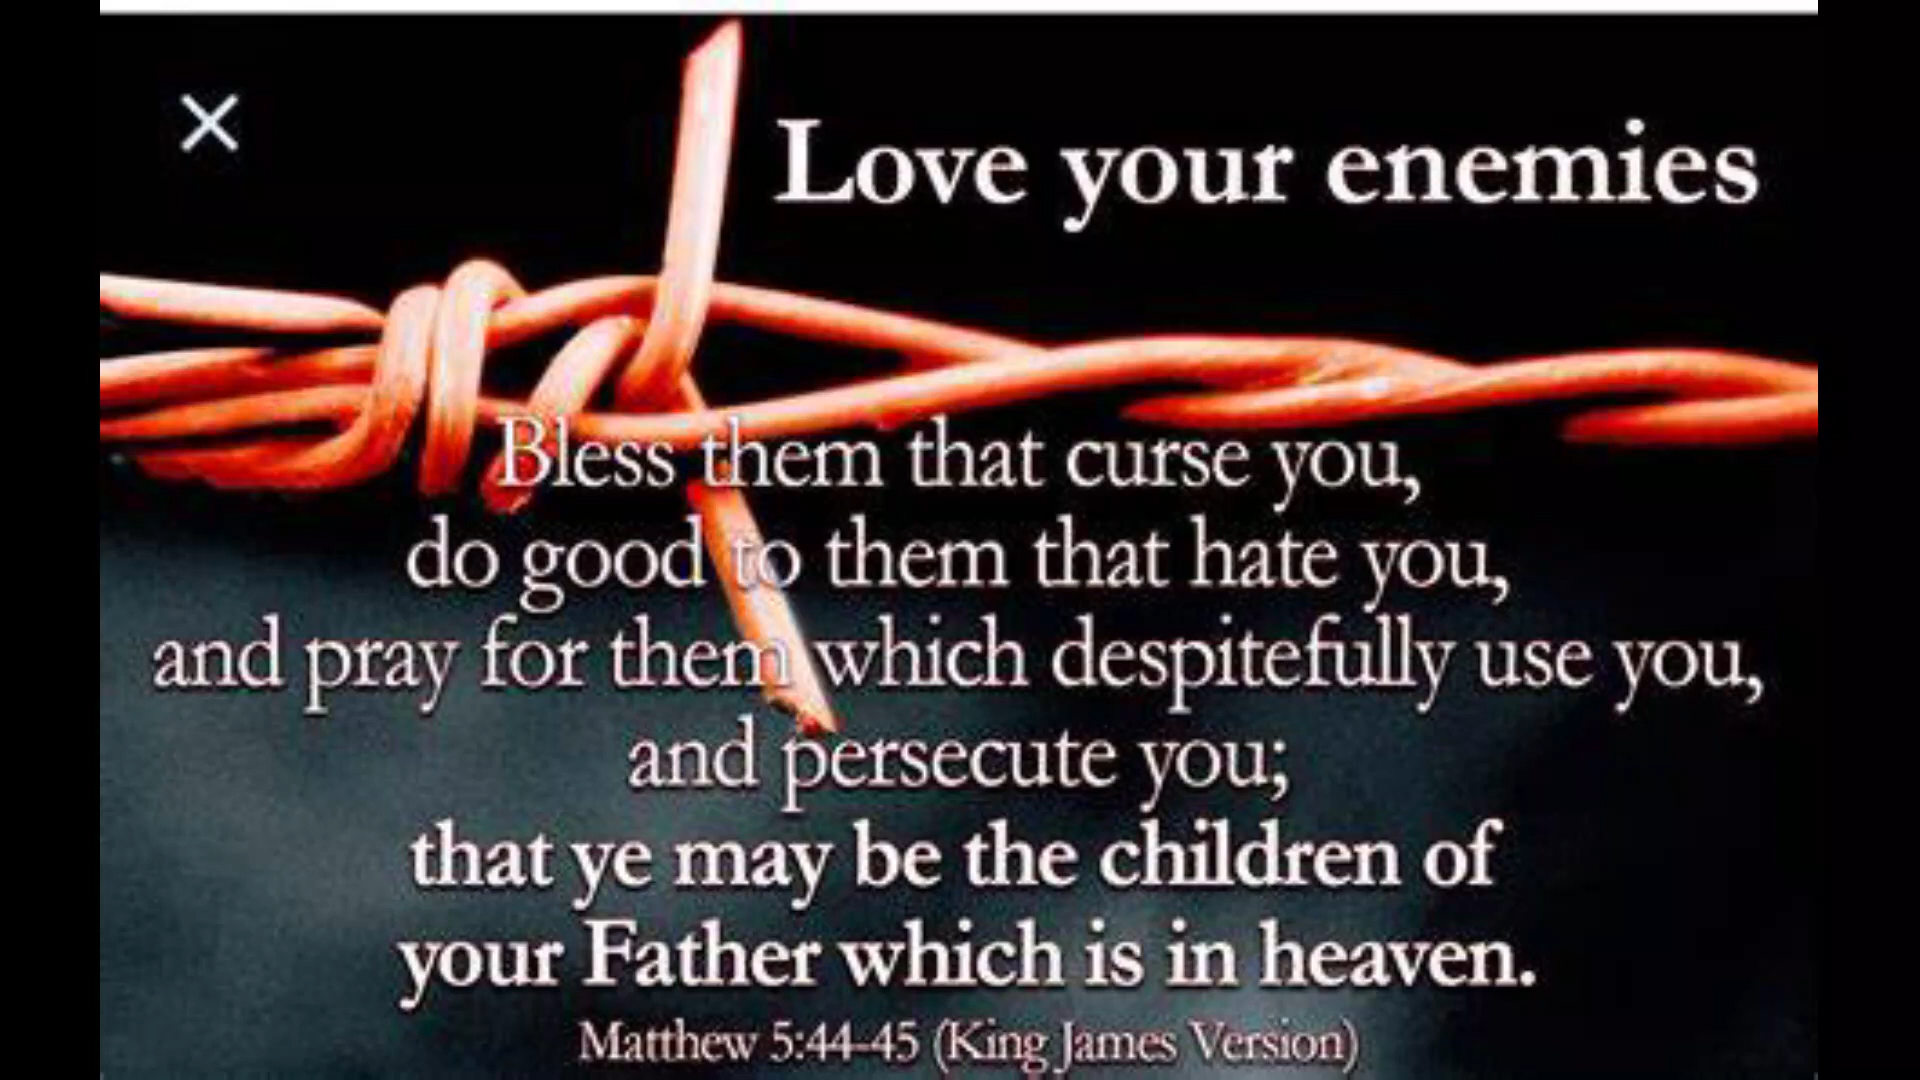 Love your enemies
Bless them that curse you,
do good to them that hate you,
and pray for them which despitefully use you,
and persecute you;
that ye may be the children of
your Father which is in heaven.
Matthew 5:44-45 (King James Version)